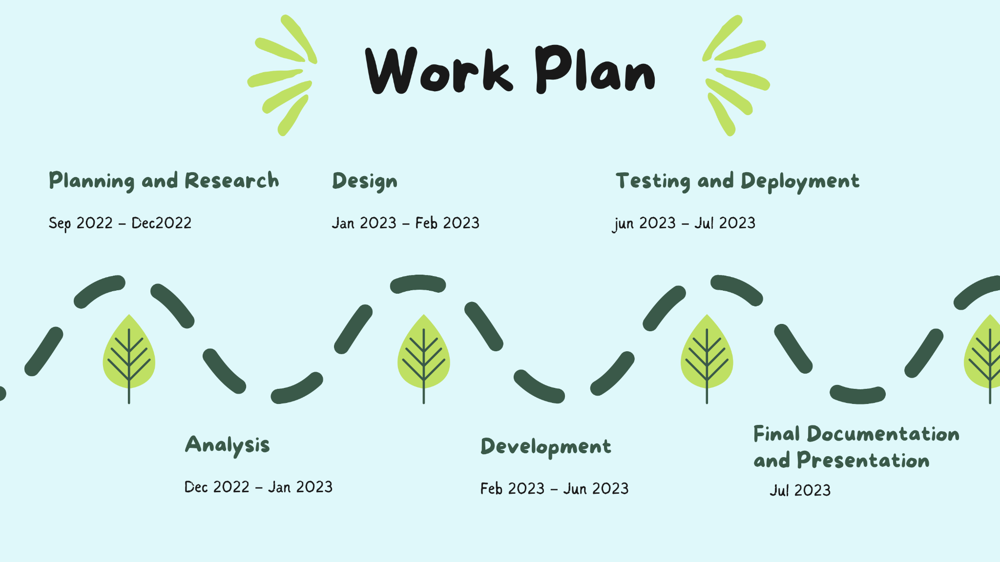 Work Plan
Planning and Research
Sep 2022 – Dec2022
Design
Jan 2023 – Feb 2023
Testing and Deployment
jun 2023 – Jul 2023
Analysis
Dec 2022 – Jan 2023
Development
Feb 2023 – Jun 2023
Final Documentation
and Presentation
Jul 2023